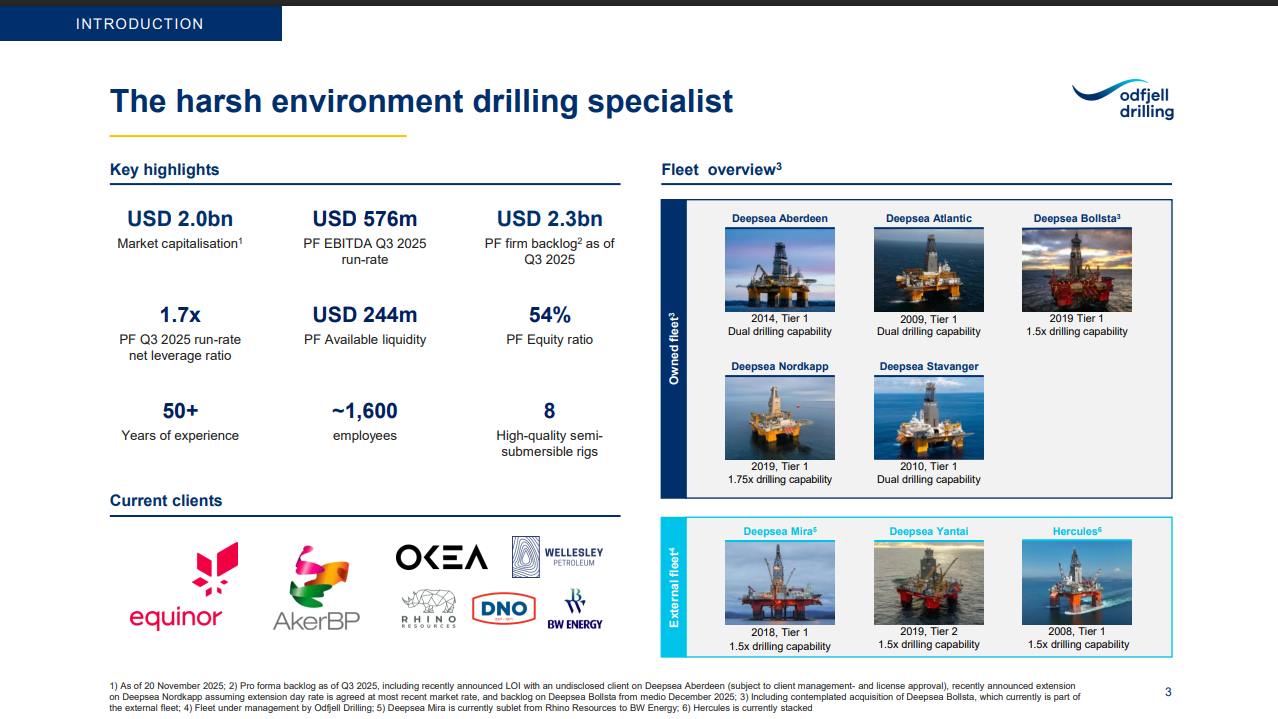 INTRODUCTION
The harsh environment drilling specialist
odfjell
drilling
Key highlights
USD 2.0bn
Market capitalisation¹
USD 576m
PF EBITDA Q3 2025
run-rate
USD 2.3bn
PF firm backlog² as of
Q3 2025
1.7x
PF Q3 2025 run-rate
net leverage ratio
USD 244m
PF Available liquidity
54%
PF Equity ratio
50+
Years of experience
~1,600
employees
8
High-quality semi-
submersible rigs
Current clients
equinor
AkerBP
OKEA
WELLESLEY
PETROLEUM
RHINO
RESOURCES
DNO
EST · 1971
BW ENERGY
Fleet overview³
Owned fleet³
Deepsea Aberdeen
2014, Tier 1
Dual drilling capability
Deepsea Atlantic
2009, Tier 1
Dual drilling capability
Deepsea Bollsta³
2019 Tier 1
1.5x drilling capability
Deepsea Nordkapp
2019, Tier 1
1.75x drilling capability
Deepsea Stavanger
2010, Tier 1
Dual drilling capability
External fleet⁴
Deepsea Mira⁵
2018, Tier 1
1.5x drilling capability
Deepsea Yantai
2019, Tier 2
1.5x drilling capability
Hercules⁶
2008, Tier 1
1.5x drilling capability
1) As of 20 November 2025; 2) Pro forma backlog as of Q3 2025, including recently announced LOI with an undisclosed client on Deepsea Aberdeen (subject to client management- and license approval), recently announced extension
on Deepsea Nordkapp assuming extension day rate is agreed at most recent market rate, and backlog on Deepsea Bollsta from medio December 2025; 3) Including contemplated acquisition of Deepsea Bollsta, which currently is part of
the external fleet; 4) Fleet under management by Odfjell Drilling; 5) Deepsea Mira is currently sublet from Rhino Resources to BW Energy; 6) Hercules is currently stacked
3